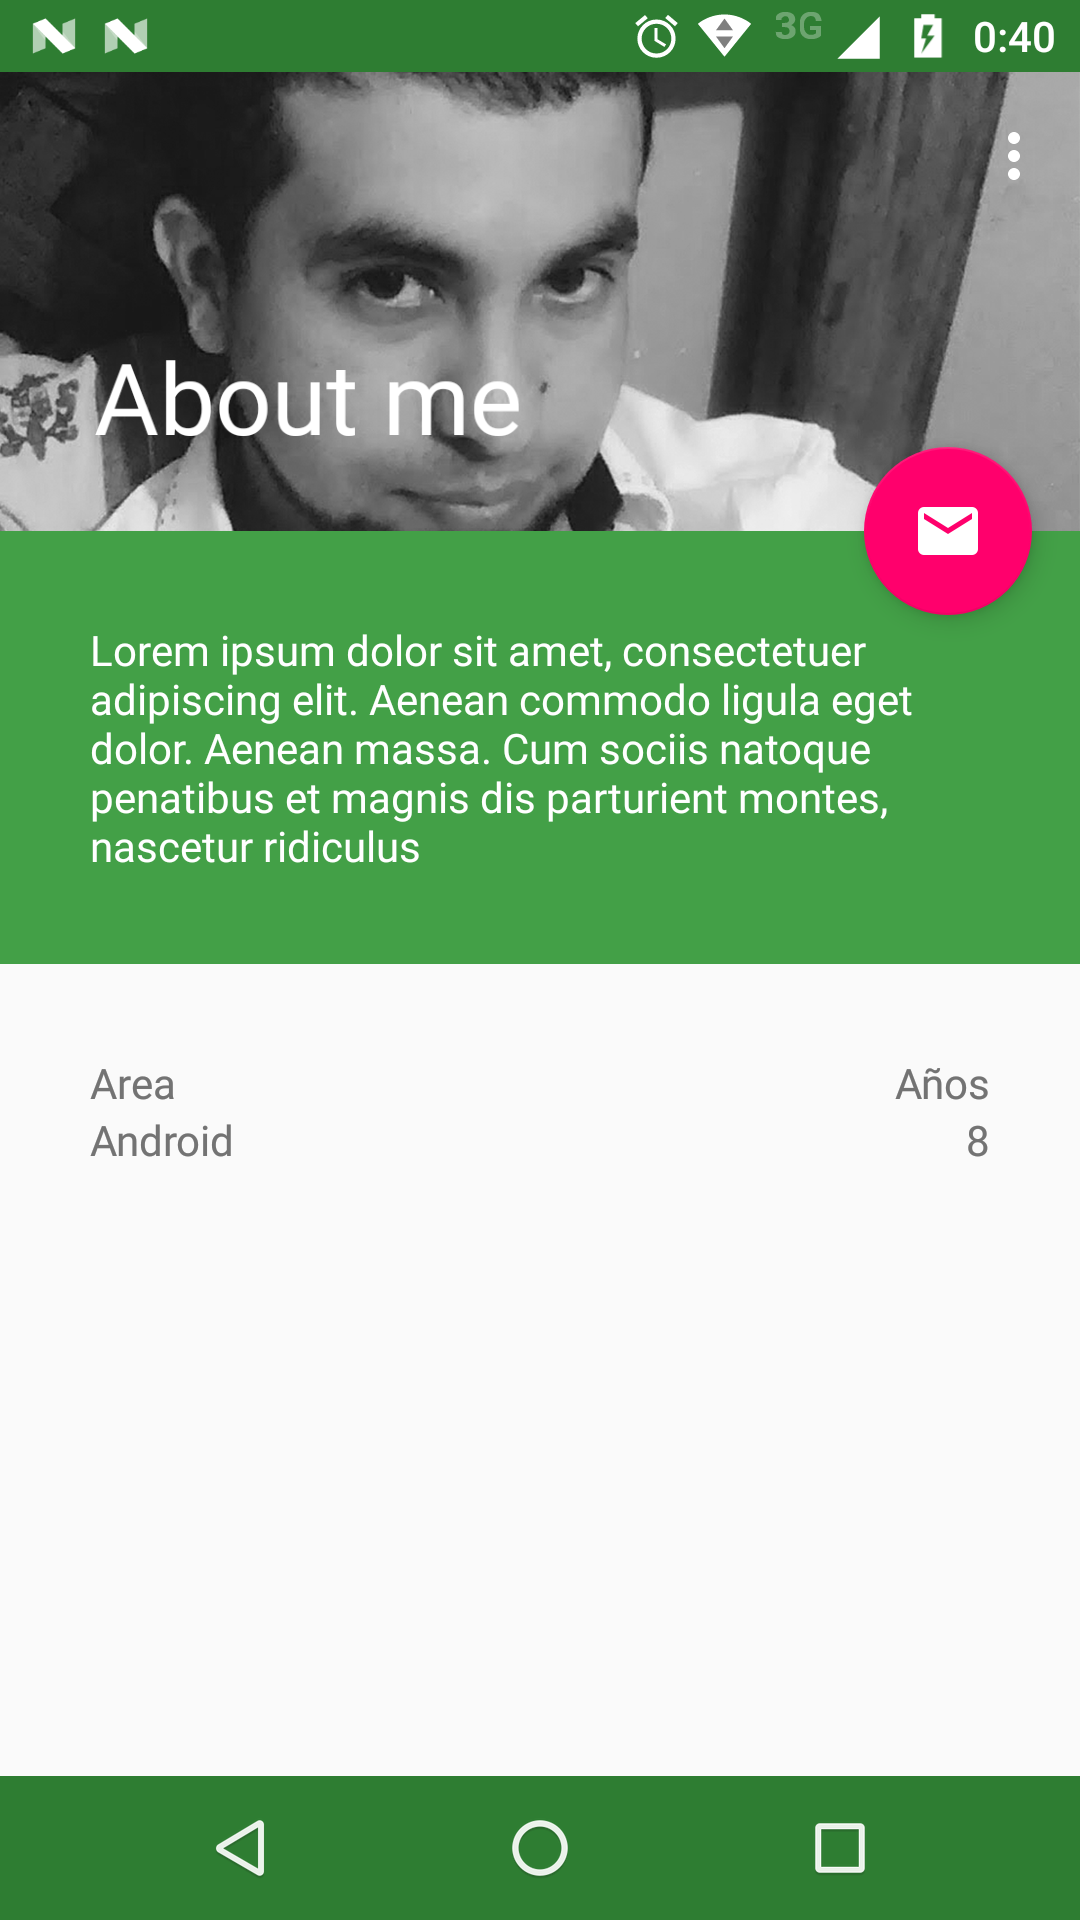 3G 0:40
About me
Lorem ipsum dolor sit amet, consectetuer
adipiscing elit. Aenean commodo ligula eget
dolor. Aenean massa. Cum sociis natoque
penatibus et magnis dis parturient montes,
nascetur ridiculus
Area Años
Android 8